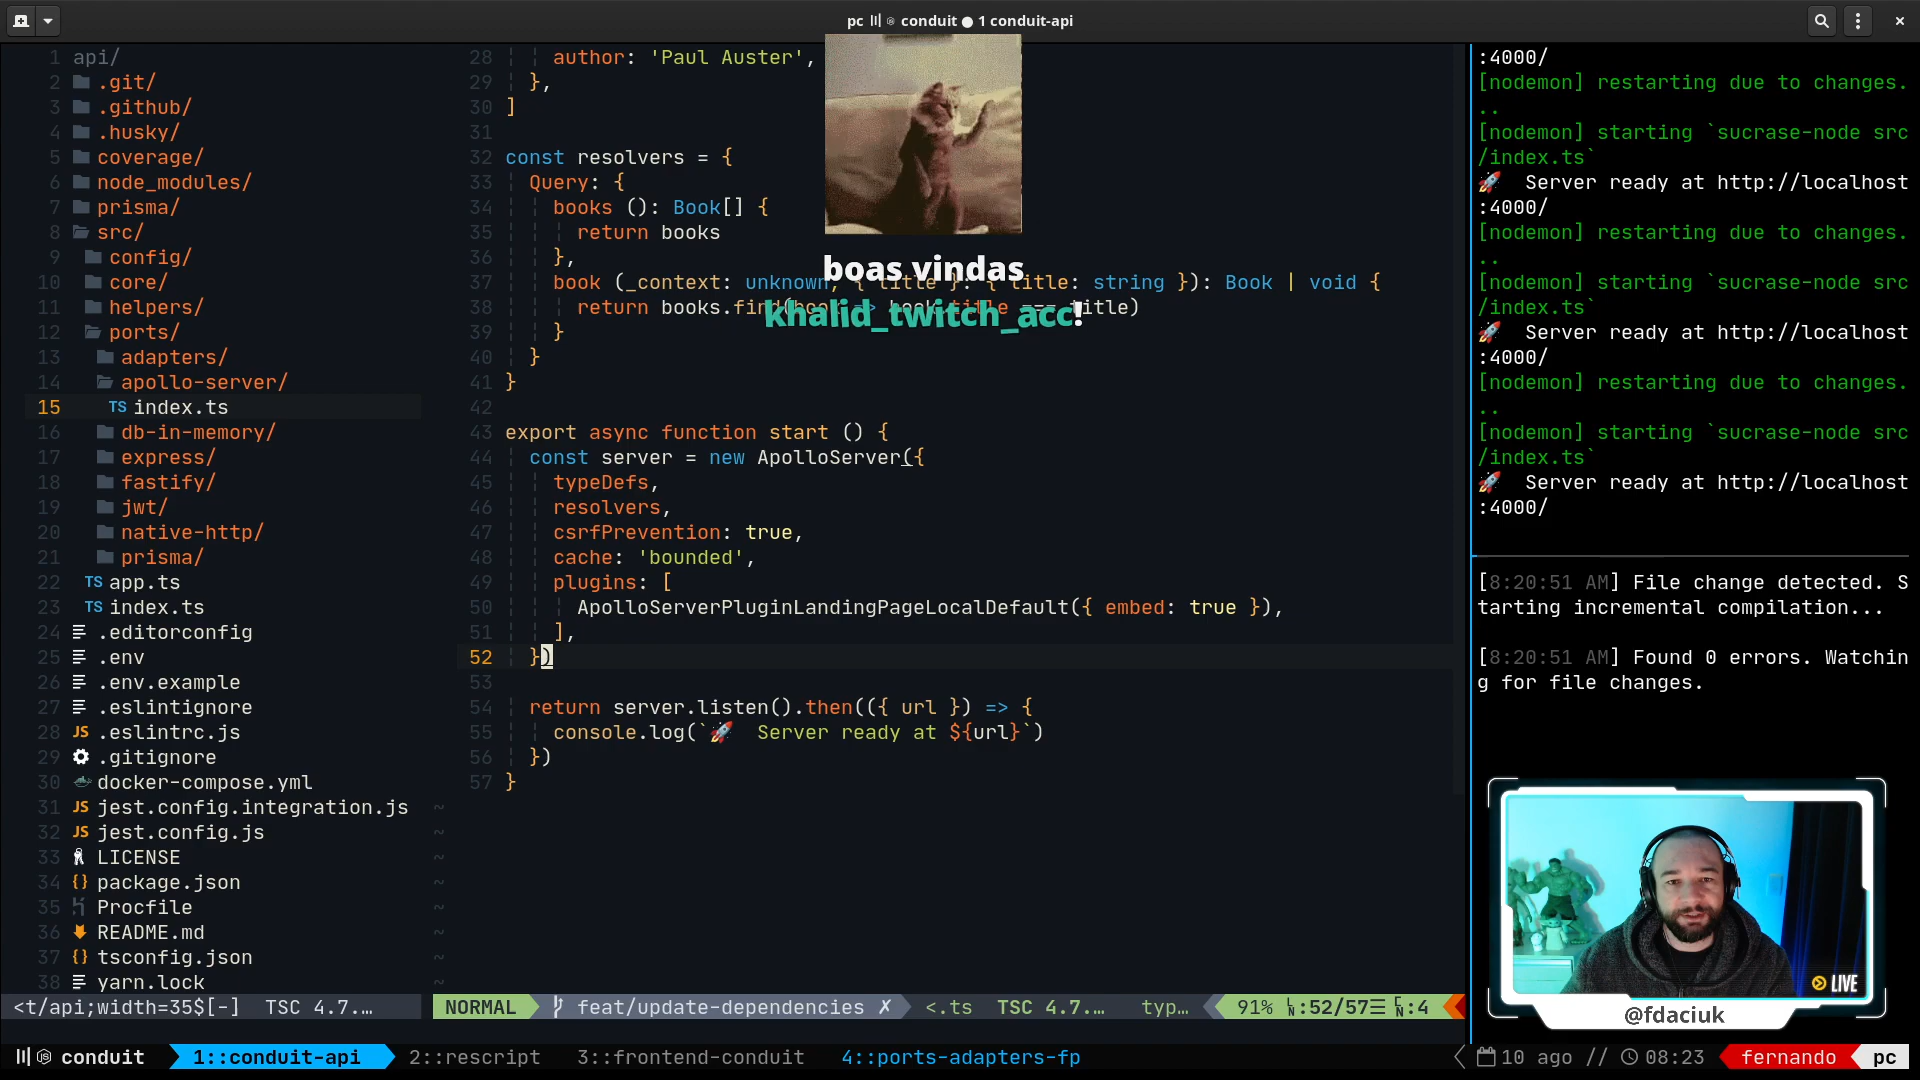 pc conduit ● 1 conduit-api
1 api/
2 .git/
3 .github/
4 .husky/
5 coverage/
6 node_modules/
7 prisma/
8 src/
9 config/
10 core/
11 helpers/
12 ports/
13 adapters/
14 apollo-server/
15 TS index.ts
16 db-in-memory/
17 express/
18 fastify/
19 jwt/
20 native-http/
21 prisma/
22 TS app.ts
23 TS index.ts
24 .editorconfig
25 .env
26 .env.example
27 .eslintignore
28 JS .eslintrc.js
29 .gitignore
30 docker-compose.yml
31 JS jest.config.integration.js
32 JS jest.config.js
33 LICENSE
34 {} package.json
35 Procfile
36 README.md
37 {} tsconfig.json
38 yarn.lock
<t/api;width=35$[-] TSC 4.7…
28 author: 'Paul Auster',
29 },
30 ]
31
32 const resolvers = {
33 Query: {
34 books (): Book[] {
35 return books
36 },
37 book (_context: unknown, { title }: { title: string }): Book | void {
38 return books.find( title === title)
39 }
40 }
41 }
42
43 export async function start () {
44 const server = new ApolloServer({
45 typeDefs,
46 resolvers,
47 csrfPrevention: true,
48 cache: 'bounded',
49 plugins: [
50 ApolloServerPluginLandingPageLocalDefault({ embed: true }),
51 ],
52 })
53
54 return server.listen().then(({ url }) => {
55 console.log(`🚀 Server ready at ${url}`)
56 })
57 }
~
~
~
~
~
~
~
~
boas vindas
khalid_twitch_acc!
NORMAL feat/update-dependencies ✗ <.ts TSC 4.7… typ… 91% :52/57☰ :4
:4000/
[nodemon] restarting due to changes.
..
[nodemon] starting `sucrase-node src
/index.ts`
🚀 Server ready at http://localhost
:4000/
[nodemon] restarting due to changes.
..
[nodemon] starting `sucrase-node src
/index.ts`
🚀 Server ready at http://localhost
:4000/
[nodemon] restarting due to changes.
..
[nodemon] starting `sucrase-node src
/index.ts`
🚀 Server ready at http://localhost
:4000/
[8:20:51 AM] File change detected. S
tarting incremental compilation...
[8:20:51 AM] Found 0 errors. Watchin
g for file changes.
LIVE
@fdaciuk
conduit 1::conduit-api 2::rescript 3::frontend-conduit 4::ports-adapters-fp 10 ago // 08:23 fernando pc